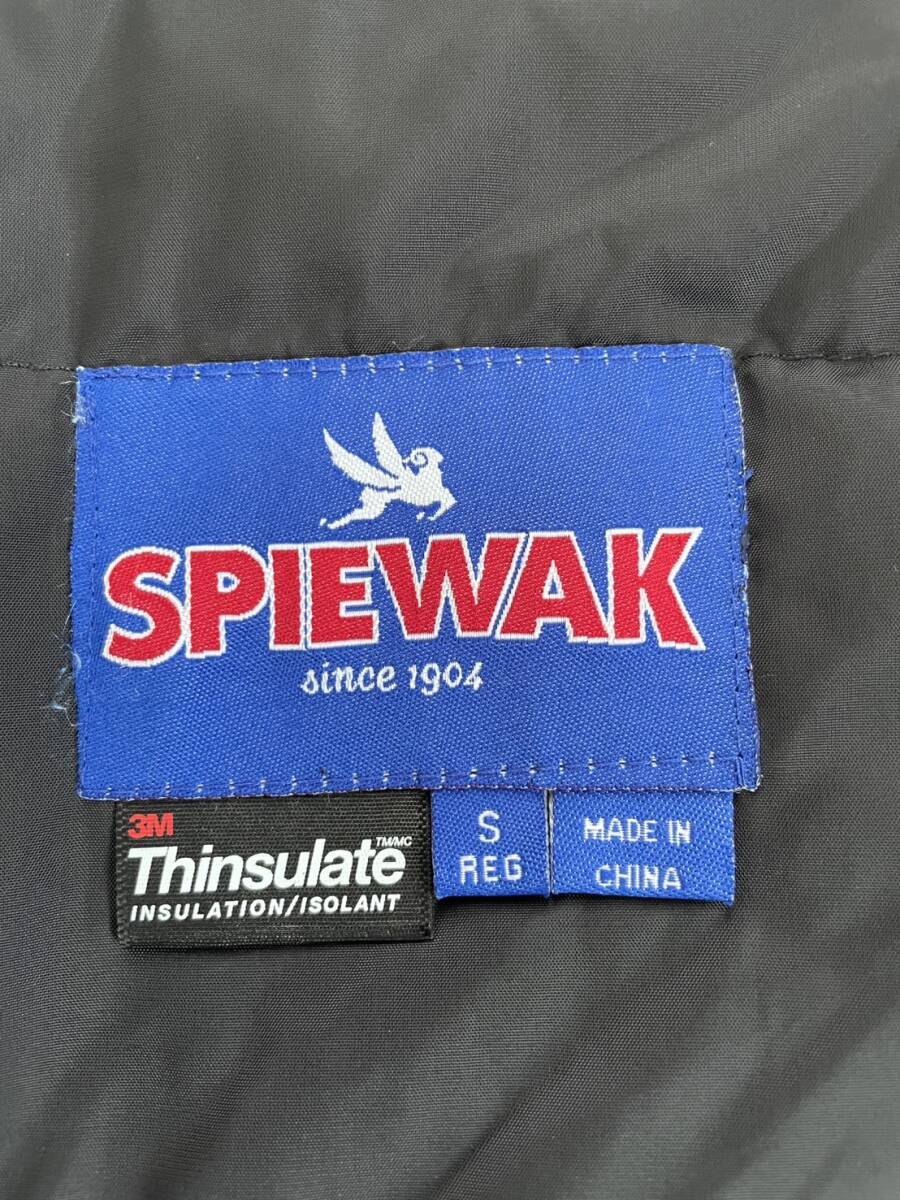 SPIEWAK
since 1904
3M
Thinsulate TM/MC
INSULATION/ISOLANT
S
REG
MADE IN
CHINA